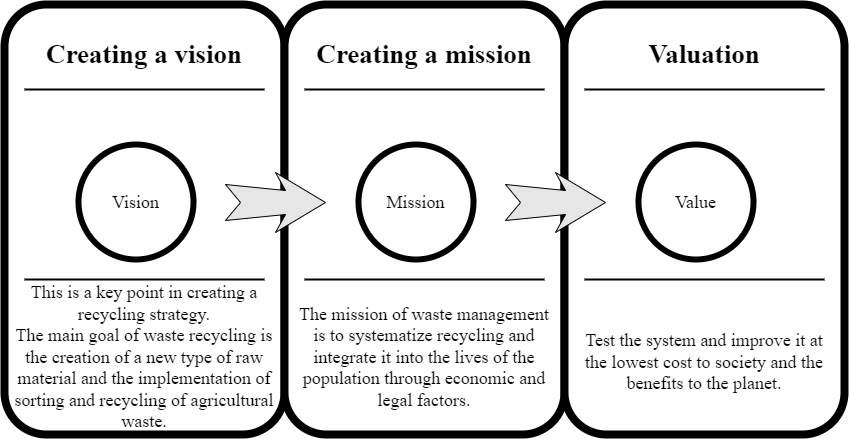 Creating a vision
Vision
This is a key point in creating a
recycling strategy.
The main goal of waste recycling is
the creation of a new type of raw
material and the implementation of
sorting and recycling of agricultural
waste.
Creating a mission
Mission
The mission of waste management
is to systematize recycling and
integrate it into the lives of the
population through economic and
legal factors.
Valuation
Value
Test the system and improve it at
the lowest cost to society and the
benefits to the planet.